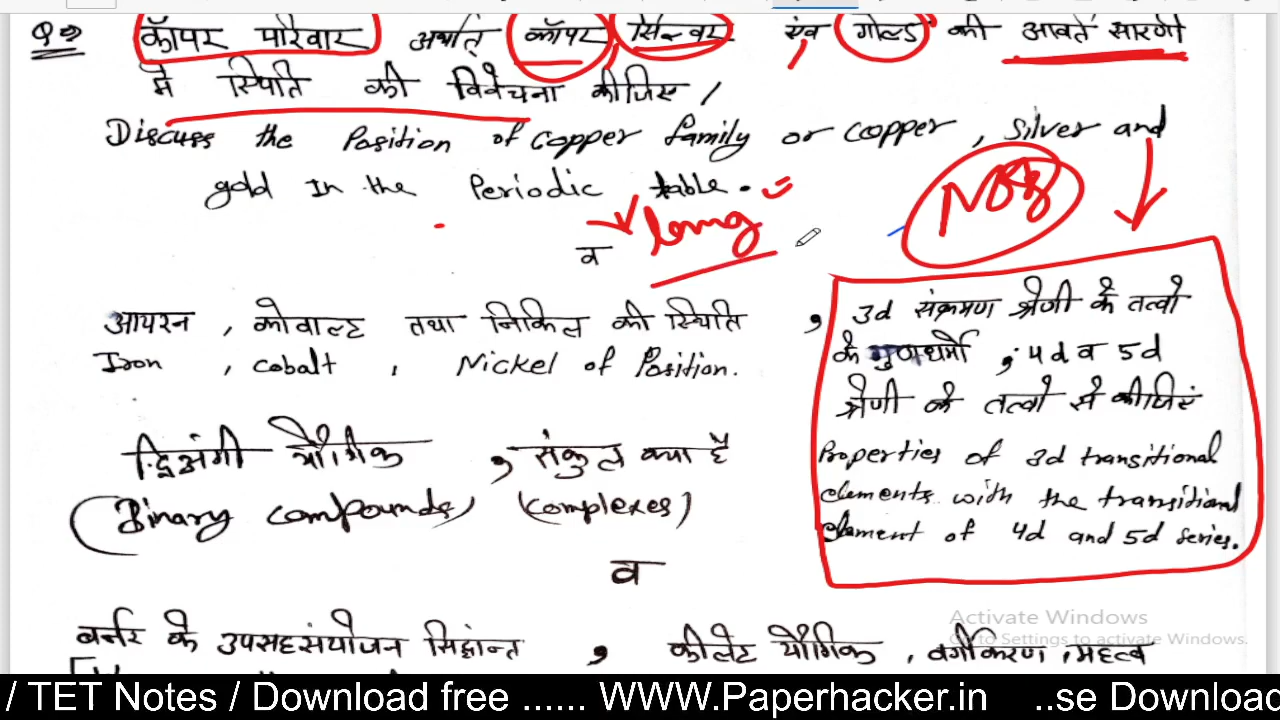 Q ⇒ कॉपर परिवार अर्थात् कॉपर, सिल्वर एंव गोल्ड की आवर्त सारणी
मे स्थिति की विवेचना कीजिए /
Discuss the Position of Copper family or Copper, Silver and
gold In the Periodic table.
long
Note
व
आयरन , कोवाल्ट तथा निकिल की स्थिति ,
Iron , cobalt , Nickel of Position.
3d संक्रमण श्रेणी के तत्वो
के गुणधर्मो , 4d व 5d
श्रेणी के तत्वो से कीजिएं
Properties of 3d transitional
elements with the transitional
element of 4d and 5d series.
द्विअंगी यौगिक , संकुल क्या है
(Binary compounds) (complexes)
व
वर्नर के उपसहसंयोजन सिद्धांन्त , कीलेट यौगिक , वर्गीकरण , महत्व
Activate Windows
Go to Settings to activate Windows.
/ TET Notes / Download free ...... WWW.Paperhacker.in ..se Download